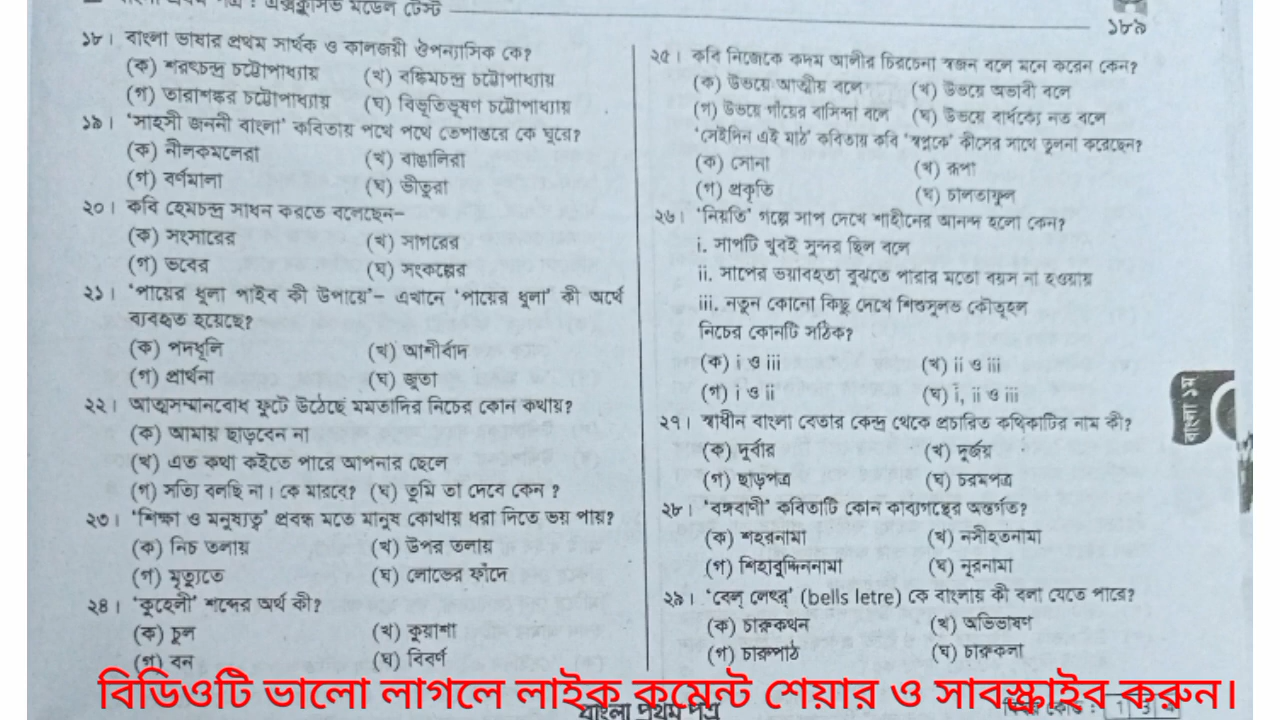 বাংলা প্রথম পত্র : এক্সক্লুসিভ মডেল টেস্ট
১৮৯
১৮। বাংলা ভাষার প্রথম সার্থক ও কালজয়ী ঔপন্যাসিক কে?
(ক) শরৎচন্দ্র চট্টোপাধ্যায় (খ) বঙ্কিমচন্দ্র চট্টোপাধ্যায়
(গ) তারাশঙ্কর চট্টোপাধ্যায় (ঘ) বিভূতিভূষণ চট্টোপাধ্যায়
১৯। ‘সাহসী জননী বাংলা’ কবিতায় পথে পথে তেপান্তরে কে ঘুরে?
(ক) নীলকমলেরা (খ) বাঙালিরা
(গ) বর্ণমালা (ঘ) ভীতুরা
২০। কবি হেমচন্দ্র সাধন করতে বলেছেন–
(ক) সংসারের (খ) সাগরের
(গ) ভবের (ঘ) সংকল্পের
২১। ‘পায়ের ধুলা পাইব কী উপায়ে’– এখানে ‘পায়ের ধুলা’ কী অর্থে
ব্যবহৃত হয়েছে?
(ক) পদধূলি (খ) আশীর্বাদ
(গ) প্রার্থনা (ঘ) জুতা
২২। আত্মসম্মানবোধ ফুটে উঠেছে মমতাদির নিচের কোন কথায়?
(ক) আমায় ছাড়বেন না
(খ) এত কথা কইতে পারে আপনার ছেলে
(গ) সত্যি বলছি না। কে মারবে? (ঘ) তুমি তা দেবে কেন ?
২৩। ‘শিক্ষা ও মনুষ্যত্ব’ প্রবন্ধ মতে মানুষ কোথায় ধরা দিতে ভয় পায়?
(ক) নিচ তলায় (খ) উপর তলায়
(গ) মৃত্যুতে (ঘ) লোভের ফাঁদে
২৪। ‘কুহেলী’ শব্দের অর্থ কী?
(ক) চুল (খ) কুয়াশা
(গ) বন (ঘ) বিবর্ণ
২৫। কবি নিজেকে কদম আলীর চিরচেনা স্বজন বলে মনে করেন কেন?
(ক) উভয়ে আত্মীয় বলে (খ) উভয়ে অভাবী বলে
(গ) উভয়ে গাঁয়ের বাসিন্দা বলে (ঘ) উভয়ে বার্ধক্যে নত বলে
‘সেইদিন এই মাঠ’ কবিতায় কবি ‘স্বপ্নকে’ কীসের সাথে তুলনা করেছেন?
(ক) সোনা (খ) রূপা
(গ) প্রকৃতি (ঘ) চালতাফুল
২৬। ‘নিয়তি’ গল্পে সাপ দেখে শাহীনের আনন্দ হলো কেন?
i. সাপটি খুবই সুন্দর ছিল বলে
ii. সাপের ভয়াবহতা বুঝতে পারার মতো বয়স না হওয়ায়
iii. নতুন কোনো কিছু দেখে শিশুসুলভ কৌতূহল
নিচের কোনটি সঠিক?
(ক) i ও iii (খ) ii ও iii
(গ) i ও ii (ঘ) i, ii ও iii
২৭। স্বাধীন বাংলা বেতার কেন্দ্র থেকে প্রচারিত কথিকাটির নাম কী?
(ক) দুর্বার (খ) দুর্জয়
(গ) ছাড়পত্র (ঘ) চরমপত্র
২৮। ‘বঙ্গবাণী’ কবিতাটি কোন কাব্যগ্রন্থের অন্তর্গত?
(ক) শহরনামা (খ) নসীহতনামা
(গ) শিহাবুদ্দিননামা (ঘ) নূরনামা
২৯। ‘বেল্ লেৎর্’ (bells letre) কে বাংলায় কী বলা যেতে পারে?
(ক) চারুকথন (খ) অভিভাষণ
(গ) চারুপাঠ (ঘ) চারুকলা
বাংলা ১ম
বিডিওটি ভালো লাগলে লাইক কমেন্ট শেয়ার ও সাবস্ক্রাইব করুন।
বাংলা প্রথম পত্র